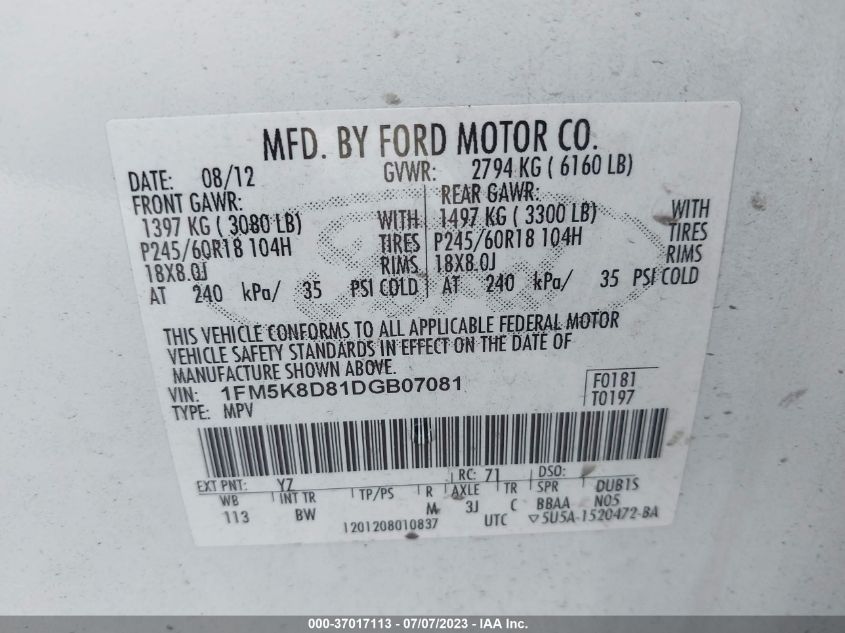 MFD. BY FORD MOTOR CO.
DATE: 08/12 GVWR: 2794 KG ( 6160 LB)
FRONT GAWR: REAR GAWR:
1397 KG ( 3080 LB) WITH 1497 KG ( 3300 LB) WITH
P245/60R18 104H TIRES P245/60R18 104H TIRES
18X8.0J RIMS 18X8.0J RIMS
AT 240 kPa/ 35 PSI COLD AT 240 kPa/ 35 PSI COLD
THIS VEHICLE CONFORMS TO ALL APPLICABLE FEDERAL MOTOR
VEHICLE SAFETY STANDARDS IN EFFECT ON THE DATE OF
MANUFACTURE SHOWN ABOVE.
VIN: 1FM5K8D81DGB07081 F0181
TYPE: MPV T0197
EXT PNT: YZ RC: 71 DSO:
WB INT TR TP/PS R AXLE TR SPR DUB1S
113 BW M 3J C BBAA N05
1201208010837 UTC ▽5U5A-1520472-BA
000-37017113 - 07/07/2023 - IAA Inc.